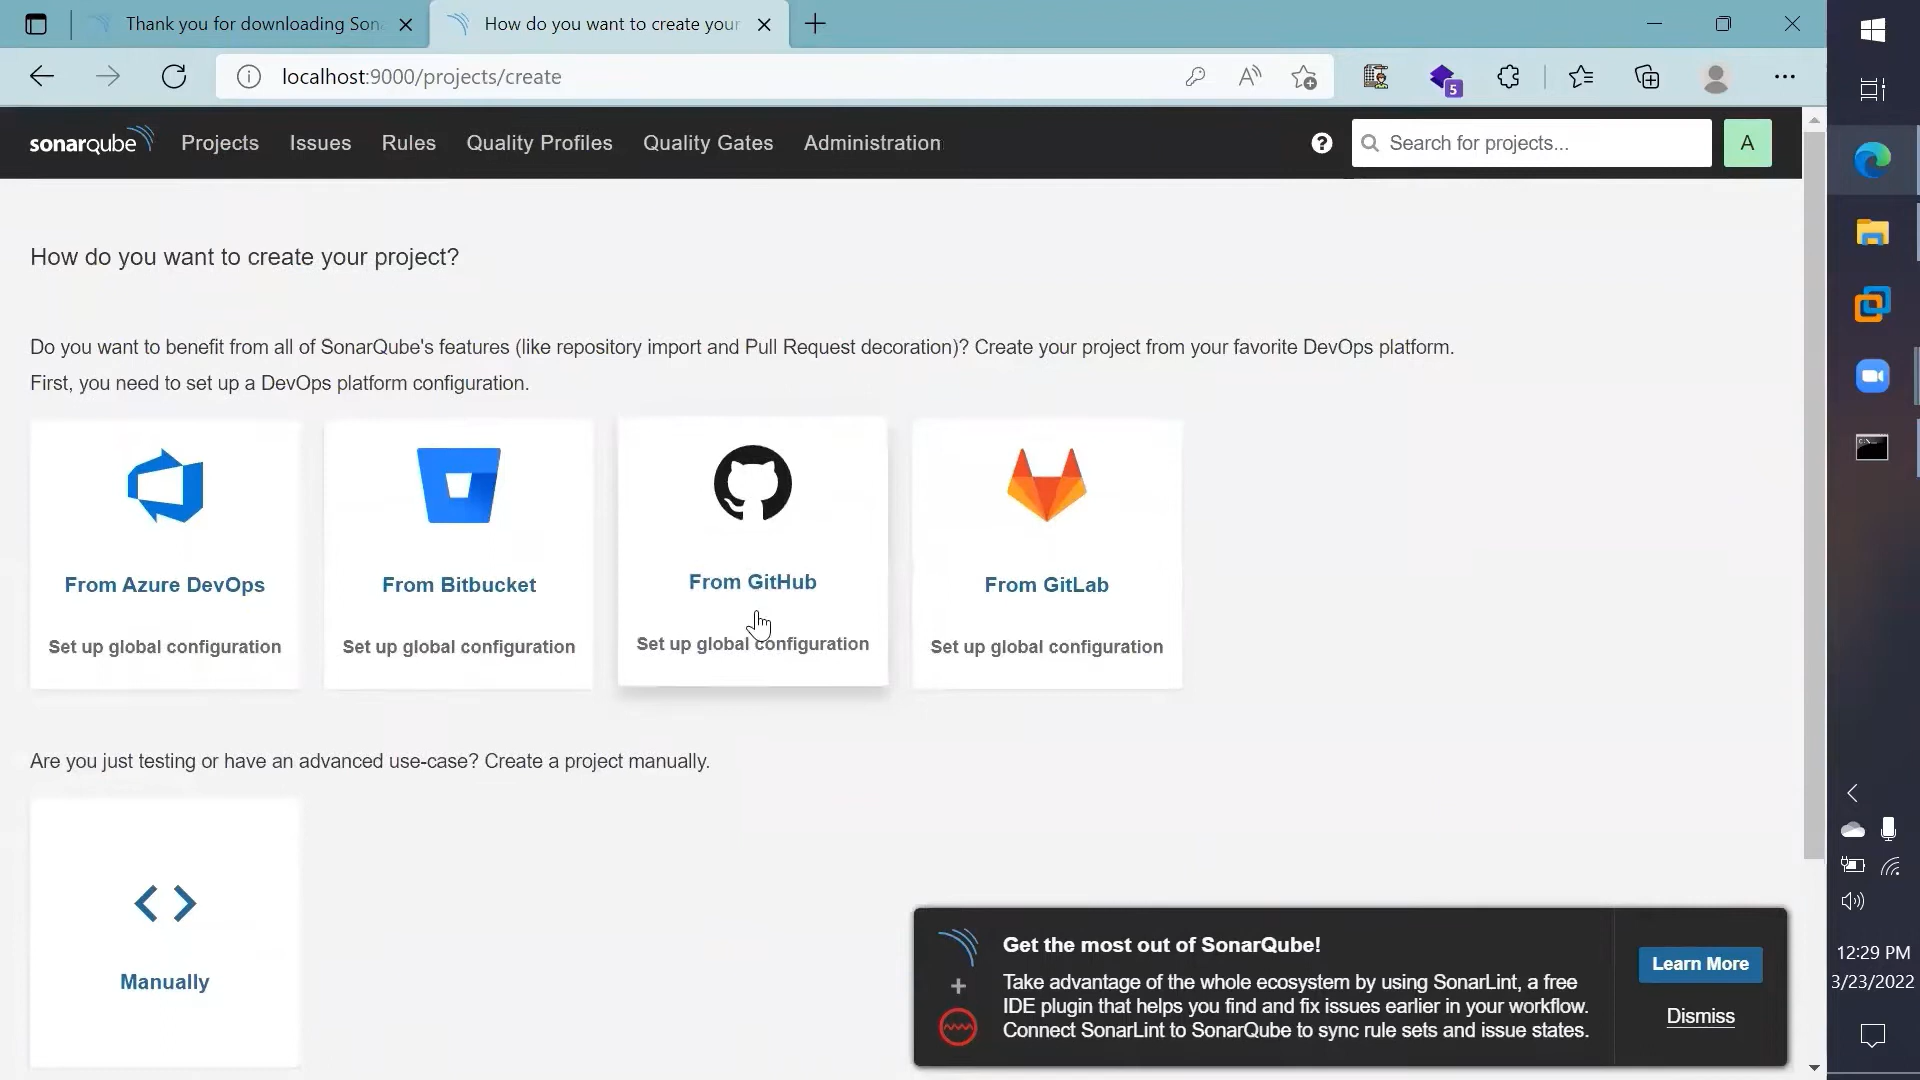 Thank you for downloading Son
How do you want to create your
localhost:9000/projects/create
5
sonarqube
Projects
Issues
Rules
Quality Profiles
Quality Gates
Administration
?
Search for projects...
A
How do you want to create your project?
Do you want to benefit from all of SonarQube's features (like repository import and Pull Request decoration)? Create your project from your favorite DevOps platform.
First, you need to set up a DevOps platform configuration.
From Azure DevOps
Set up global configuration
From Bitbucket
Set up global configuration
From GitHub
Set up global configuration
From GitLab
Set up global configuration
Are you just testing or have an advanced use-case? Create a project manually.
Manually
Get the most out of SonarQube!
Take advantage of the whole ecosystem by using SonarLint, a free
IDE plugin that helps you find and fix issues earlier in your workflow.
Connect SonarLint to SonarQube to sync rule sets and issue states.
Learn More
Dismiss
12:29 PM
3/23/2022